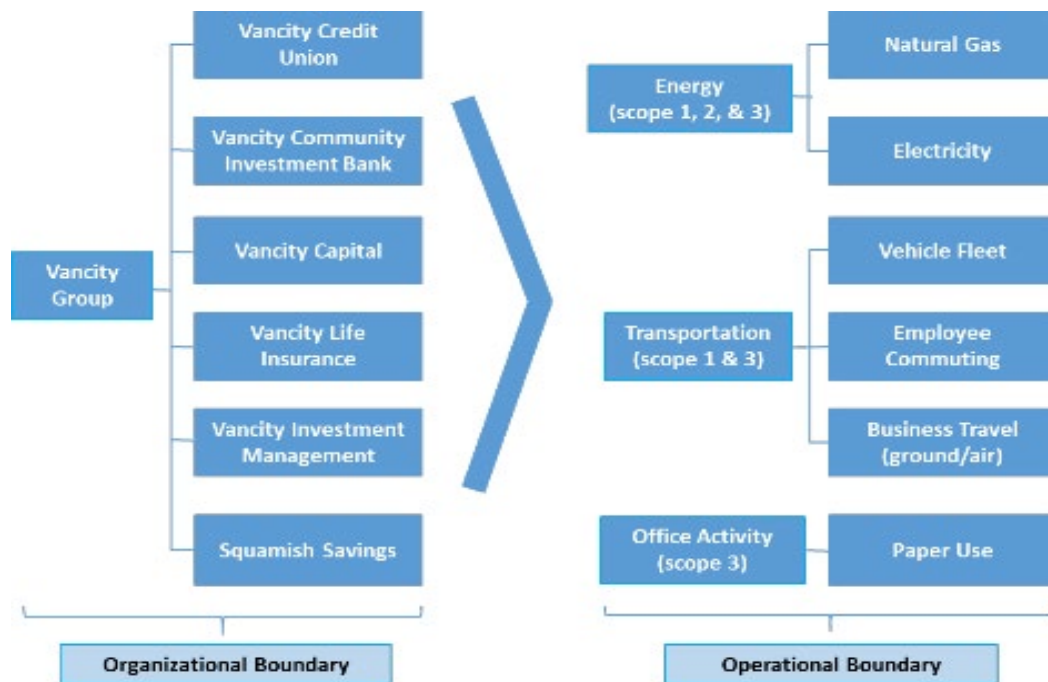 Vancity Credit
Union
Vancity Community
Investment Bank
Vancity Capital
Vancity
Group
Vancity Life
Insurance
Vancity Investment
Management
Squamish Savings
Organizational Boundary
Energy
(scope 1, 2, & 3)
Natural Gas
Electricity
Transportation
(scope 1 & 3)
Vehicle Fleet
Employee
Commuting
Business Travel
(ground/air)
Office Activity
(scope 3)
Paper Use
Operational Boundary